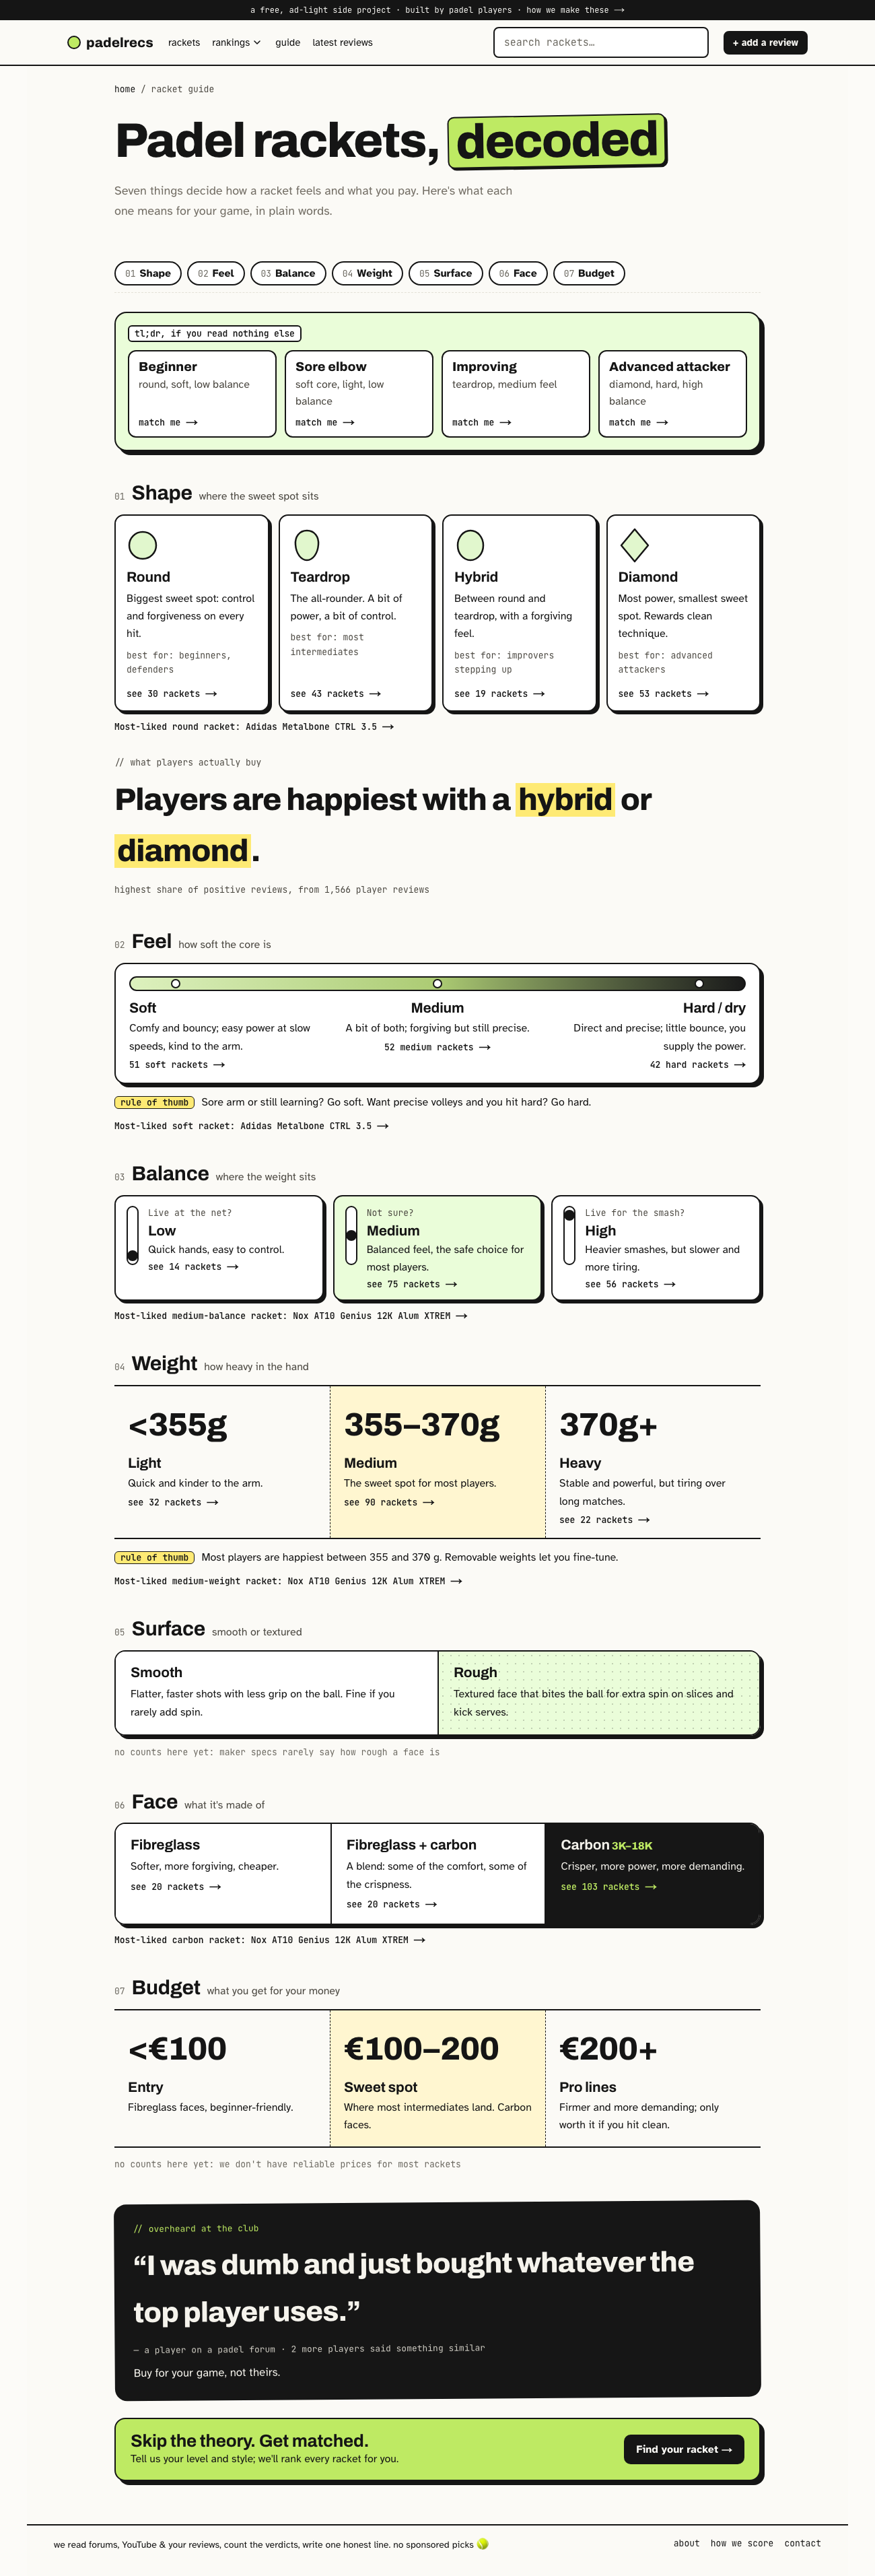 a free, ad-light side project · built by padel players · how we make these →
padelrecs rackets rankings guide latest reviews search rackets… + add a review
home / racket guide
Padel rackets, decoded
Seven things decide how a racket feels and what you pay. Here's what each
one means for your game, in plain words.
01 Shape 02 Feel 03 Balance 04 Weight 05 Surface 06 Face 07 Budget
tl;dr, if you read nothing else
Beginner
round, soft, low balance
match me →
Sore elbow
soft core, light, low
balance
match me →
Improving
teardrop, medium feel
match me →
Advanced attacker
diamond, hard, high
balance
match me →
01 Shape where the sweet spot sits
Round
Biggest sweet spot: control
and forgiveness on every
hit.
best for: beginners,
defenders
see 30 rackets →
Teardrop
The all-rounder. A bit of
power, a bit of control.
best for: most
intermediates
see 43 rackets →
Hybrid
Between round and
teardrop, with a forgiving
feel.
best for: improvers
stepping up
see 19 rackets →
Diamond
Most power, smallest sweet
spot. Rewards clean
technique.
best for: advanced
attackers
see 53 rackets →
Most-liked round racket: Adidas Metalbone CTRL 3.5 →
// what players actually buy
Players are happiest with a hybrid or
diamond.
highest share of positive reviews, from 1,566 player reviews
02 Feel how soft the core is
Soft
Comfy and bouncy; easy power at slow
speeds, kind to the arm.
51 soft rackets →
Medium
A bit of both; forgiving but still precise.
52 medium rackets →
Hard / dry
Direct and precise; little bounce, you
supply the power.
42 hard rackets →
rule of thumb Sore arm or still learning? Go soft. Want precise volleys and you hit hard? Go hard.
Most-liked soft racket: Adidas Metalbone CTRL 3.5 →
03 Balance where the weight sits
Live at the net?
Low
Quick hands, easy to control.
see 14 rackets →
Not sure?
Medium
Balanced feel, the safe choice for
most players.
see 75 rackets →
Live for the smash?
High
Heavier smashes, but slower and
more tiring.
see 56 rackets →
Most-liked medium-balance racket: Nox AT10 Genius 12K Alum XTREM →
04 Weight how heavy in the hand
<355g
Light
Quick and kinder to the arm.
see 32 rackets →
355–370g
Medium
The sweet spot for most players.
see 90 rackets →
370g+
Heavy
Stable and powerful, but tiring over
long matches.
see 22 rackets →
rule of thumb Most players are happiest between 355 and 370 g. Removable weights let you fine-tune.
Most-liked medium-weight racket: Nox AT10 Genius 12K Alum XTREM →
05 Surface smooth or textured
Smooth
Flatter, faster shots with less grip on the ball. Fine if you
rarely add spin.
Rough
Textured face that bites the ball for extra spin on slices and
kick serves.
no counts here yet: maker specs rarely say how rough a face is
06 Face what it's made of
Fibreglass
Softer, more forgiving, cheaper.
see 20 rackets →
Fibreglass + carbon
A blend: some of the comfort, some of
the crispness.
see 20 rackets →
Carbon 3K–18K
Crisper, more power, more demanding.
see 103 rackets →
Most-liked carbon racket: Nox AT10 Genius 12K Alum XTREM →
07 Budget what you get for your money
<€100
Entry
Fibreglass faces, beginner-friendly.
€100–200
Sweet spot
Where most intermediates land. Carbon
faces.
€200+
Pro lines
Firmer and more demanding; only
worth it if you hit clean.
no counts here yet: we don't have reliable prices for most rackets
// overheard at the club
“I was dumb and just bought whatever the
top player uses.”
— a player on a padel forum · 2 more players said something similar
Buy for your game, not theirs.
Skip the theory. Get matched.
Tell us your level and style; we'll rank every racket for you.
Find your racket →
we read forums, YouTube & your reviews, count the verdicts, write one honest line. no sponsored picks
about how we score contact